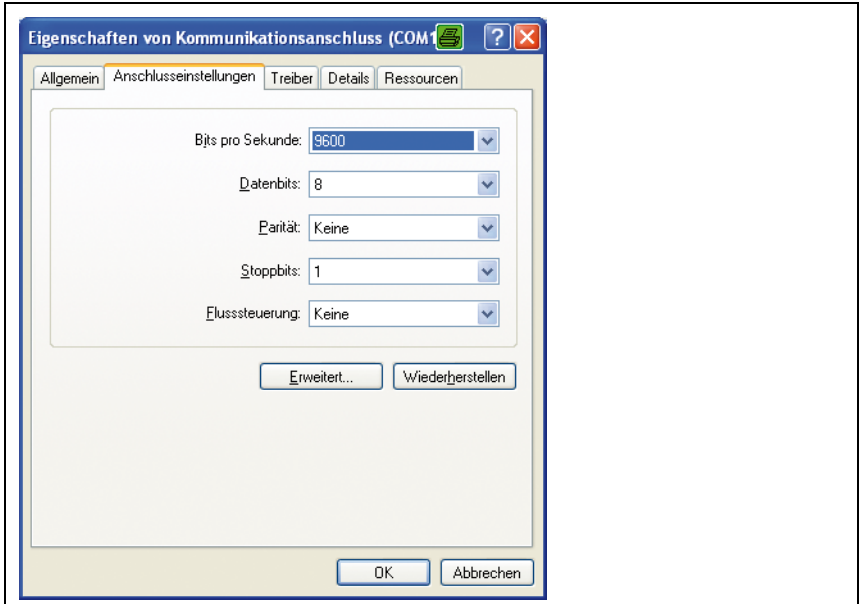 Eigenschaften von Kommunikationsanschluss (COM1
Allgemein Anschlusseinstellungen Treiber Details Ressourcen
Bits pro Sekunde: 9600
Datenbits: 8
Parität: Keine
Stoppbits: 1
Flusssteuerung: Keine
Erweitert... Wiederherstellen
OK Abbrechen